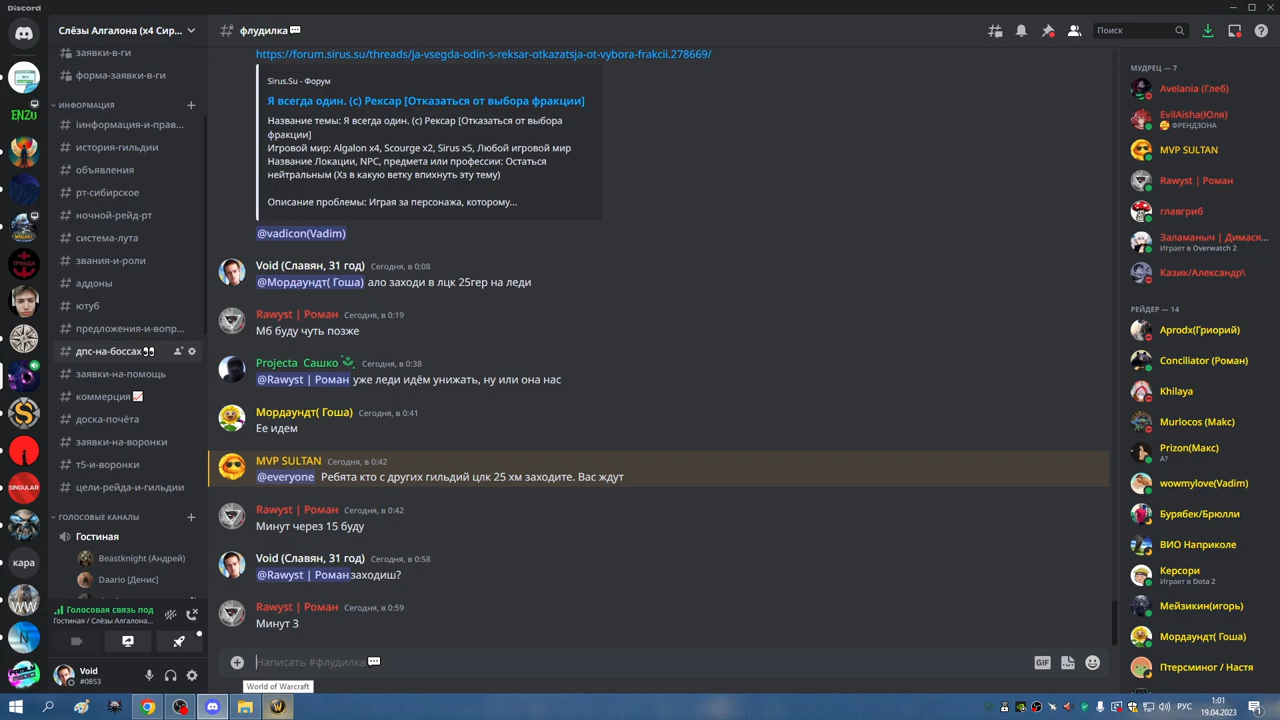 Discord
Слёзы Алгалона (x4 Сир...
флудилка
Поиск
ENZO
ПРИАДА
SINGULAR
кара
WW
заявки-в-ги
форма-заявки-в-ги
ИНФОРМАЦИЯ
іинформация-и-прав...
история-гильдии
объявления
рт-сибирское
ночной-рейд-рт
система-лута
звания-и-роли
аддоны
ютуб
предложения-и-вопр...
дпс-на-боссах
заявки-на-помощь
коммерция
доска-почёта
заявки-на-воронки
т5-и-воронки
цели-рейда-и-гильдии
ГОЛОСОВЫЕ КАНАЛЫ
Гостиная
Beastknight (Андрей)
Daario [Денис]
Голосовая связь под
Гостиная / Слёзы Алгалона...
Void
#0853
https://forum.sirus.su/threads/ja-vsegda-odin-s-reksar-otkazatsja-ot-vybora-frakcii.278669/
Sirus.Su - Форум
Я всегда один. (с) Рексар [Отказаться от выбора фракции]
Название темы: Я всегда один. (с) Рексар [Отказаться от выбора
фракции]
Игровой мир: Algalon x4, Scourge x2, Sirus x5, Любой игровой мир
Название Локации, NPC, предмета или профессии: Остаться
нейтральным (Хз в какую ветку впихнуть эту тему)
Описание проблемы: Играя за персонажа, которому...
@vadicon(Vadim)
Void (Славян, 31 год) Сегодня, в 0:08
@Мордаундт( Гоша) ало заходи в лцк 25гер на леди
Rawyst | Роман Сегодня, в 0:19
Мб буду чуть позже
Projecta Сашко Сегодня, в 0:38
@Rawyst | Роман уже леди идём унижать, ну или она нас
Мордаундт( Гоша) Сегодня, в 0:41
Ее идем
MVP SULTAN Сегодня, в 0:42
@everyone Ребята кто с других гильдий цлк 25 хм заходите. Вас ждут
Rawyst | Роман Сегодня, в 0:42
Минут через 15 буду
Void (Славян, 31 год) Сегодня, в 0:58
@Rawyst | Роман заходиш?
Rawyst | Роман Сегодня, в 0:59
Минут 3
Написать #флудилка
GIF
World of Warcraft
МУДРЕЦ — 7
Avelania (Глеб)
EvilAisha(Юля)
ФРЕНДЗОНА
MVP SULTAN
Rawyst | Роман
главгриб
Заламаныч | Димася...
Играет в Overwatch 2
Казик/Александр\
РЕЙДЕР — 14
Aprodx(Гриорий)
Conciliator (Роман)
Khilaya
Murlocos (Макс)
Prizon(Макс)
A?
wowmylove(Vadim)
Бурябек/Брюлли
ВИО Наприколе
Керсори
Играет в Dota 2
Мейзикин(игорь)
Мордаундт( Гоша)
Птерсминог / Настя
РУС
1:01
19.04.2023